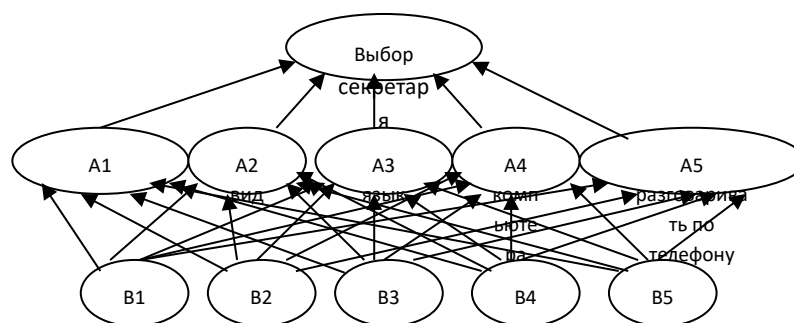 Выбор
секретар
я
А1
А2
А3
А4
А5
вид
язык
комп
ьюте
ра
разговарива
ть по
телефону
В1
В2
В3
В4
В5